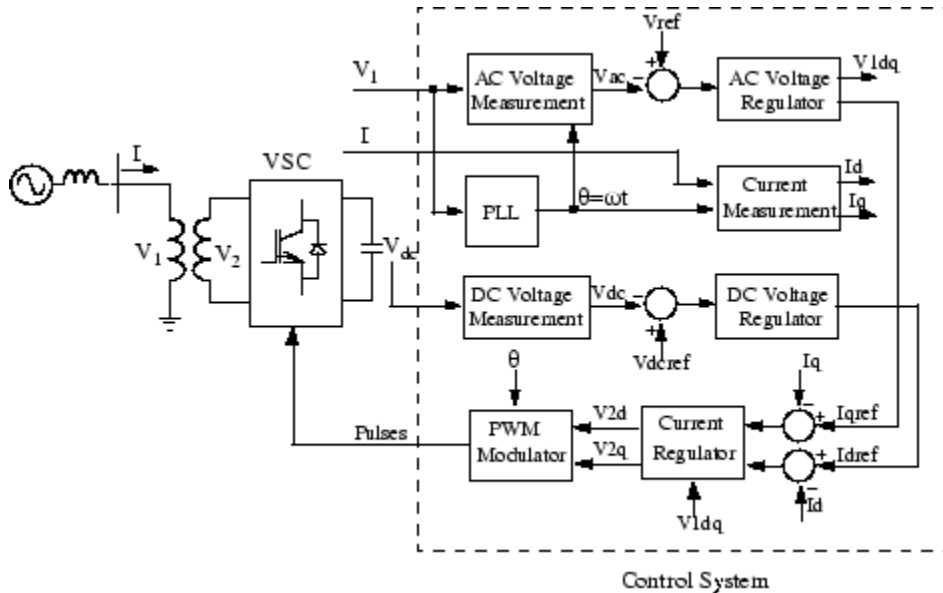 Vref
V1
AC Voltage
Measurement
Vac
+
−
AC Voltage
Regulator
V1dq
I
I
VSC
PLL
θ=ωt
Current
Measurement
Id
Iq
V1
V2
Vdc
DC Voltage
Measurement
Vdc
−
+
Vdcref
DC Voltage
Regulator
θ
Iq
Pulses
PWM
Modulator
V2d
V2q
Current
Regulator
−
+
Iqref
+
Idref
−
Id
V1dq
Control System